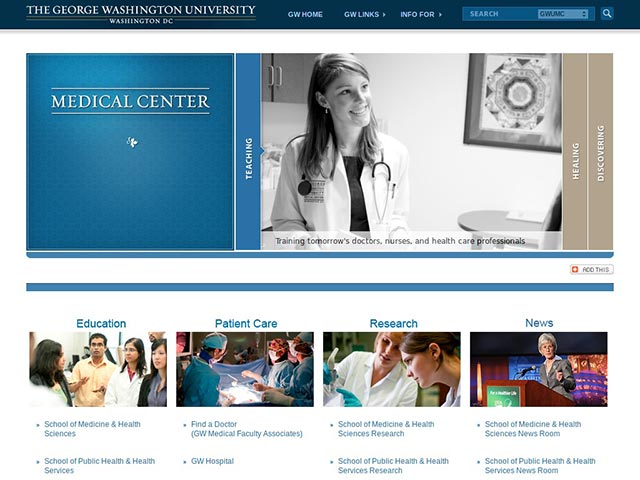 THE GEORGE WASHINGTON UNIVERSITY
WASHINGTON DC
GW HOME
GW LINKS
INFO FOR
SEARCH
GWUMC
MEDICAL CENTER
TEACHING
HEALING
DISCOVERING
Training tomorrow's doctors, nurses, and health care professionals
ADD THIS
Education
Patient Care
Research
News
School of Medicine & Health
Sciences
School of Public Health & Health
Services
Find a Doctor
(GW Medical Faculty Associates)
GW Hospital
School of Medicine & Health
Sciences Research
School of Public Health & Health
Services Research
School of Medicine & Health
Sciences News Room
School of Public Health & Health
Services News Room